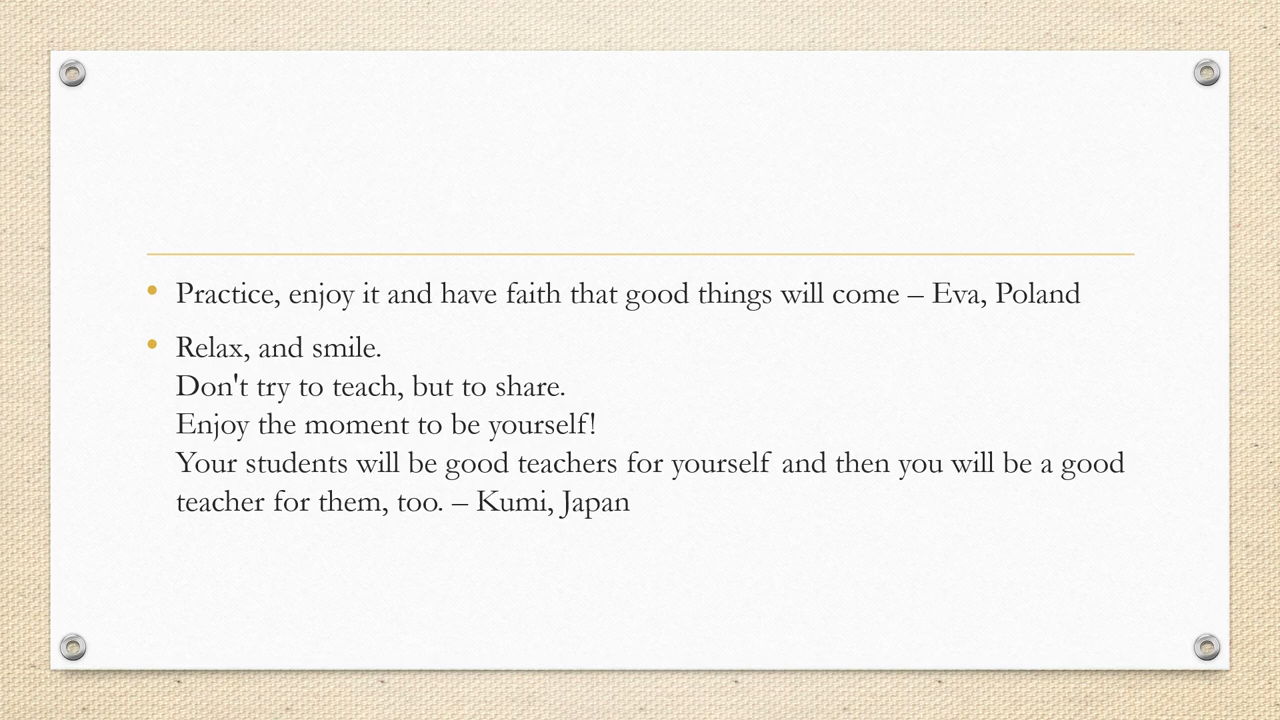 • Practice, enjoy it and have faith that good things will come – Eva, Poland
• Relax, and smile.
Don't try to teach, but to share.
Enjoy the moment to be yourself!
Your students will be good teachers for yourself and then you will be a good
teacher for them, too. – Kumi, Japan